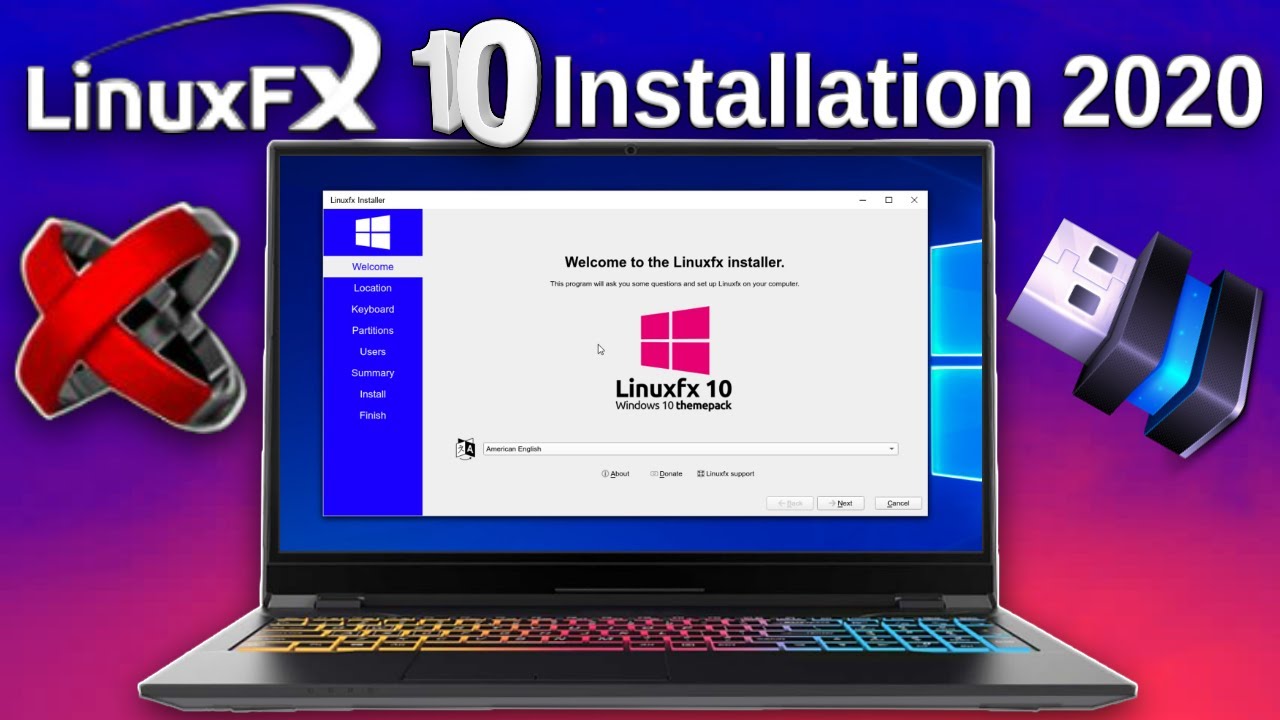 LinuxFX 10 Installation 2020
Linuxfx Installer
Welcome
Location
Keyboard
Partitions
Users
Summary
Install
Finish
Welcome to the Linuxfx installer.
This program will ask you some questions and set up Linuxfx on your computer.
Linuxfx 10
Windows 10 themepack
American English
About Donate Linuxfx support
Back Next Cancel